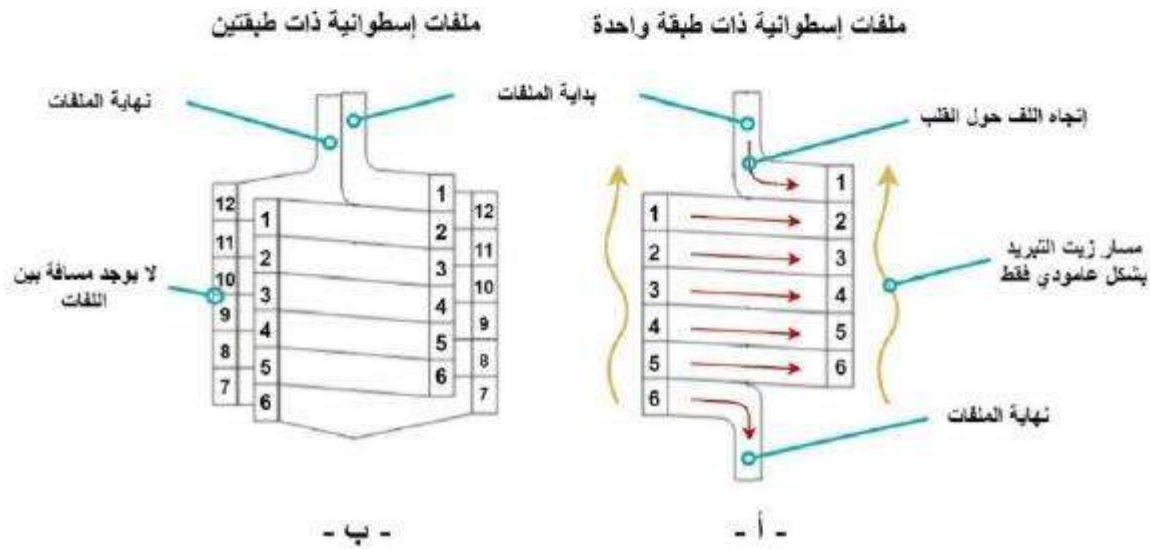 ملفات إسطوانية ذات طبقة واحدة
ملفات إسطوانية ذات طبقتين
بداية الملفات
نهاية الملفات
إتجاه اللف حول القلب
مسار زيت التبريد
بشكل عامودي فقط
نهاية الملفات
لا يوجد مسافة بين
اللفات
1
1 2
2 3
3 4
4 5
5 6
6
12 1 1 12
11 2 2 11
10 3 3 10
9 4 4 9
8 5 5 8
7 6 6 7
- أ -
- ب -